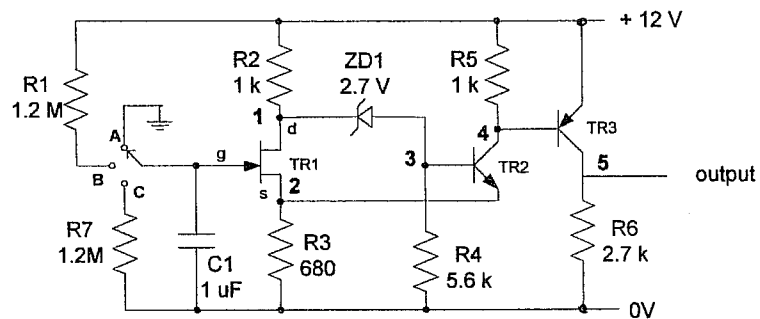 + 12 V
R1
1.2 M
R2
1 k
ZD1
2.7 V
R5
1 k
A
B
C
1
d
g
s
TR1
2
3
4
TR2
TR3
5
output
R7
1.2M
C1
1 uF
R3
680
R4
5.6 k
R6
2.7 k
0V